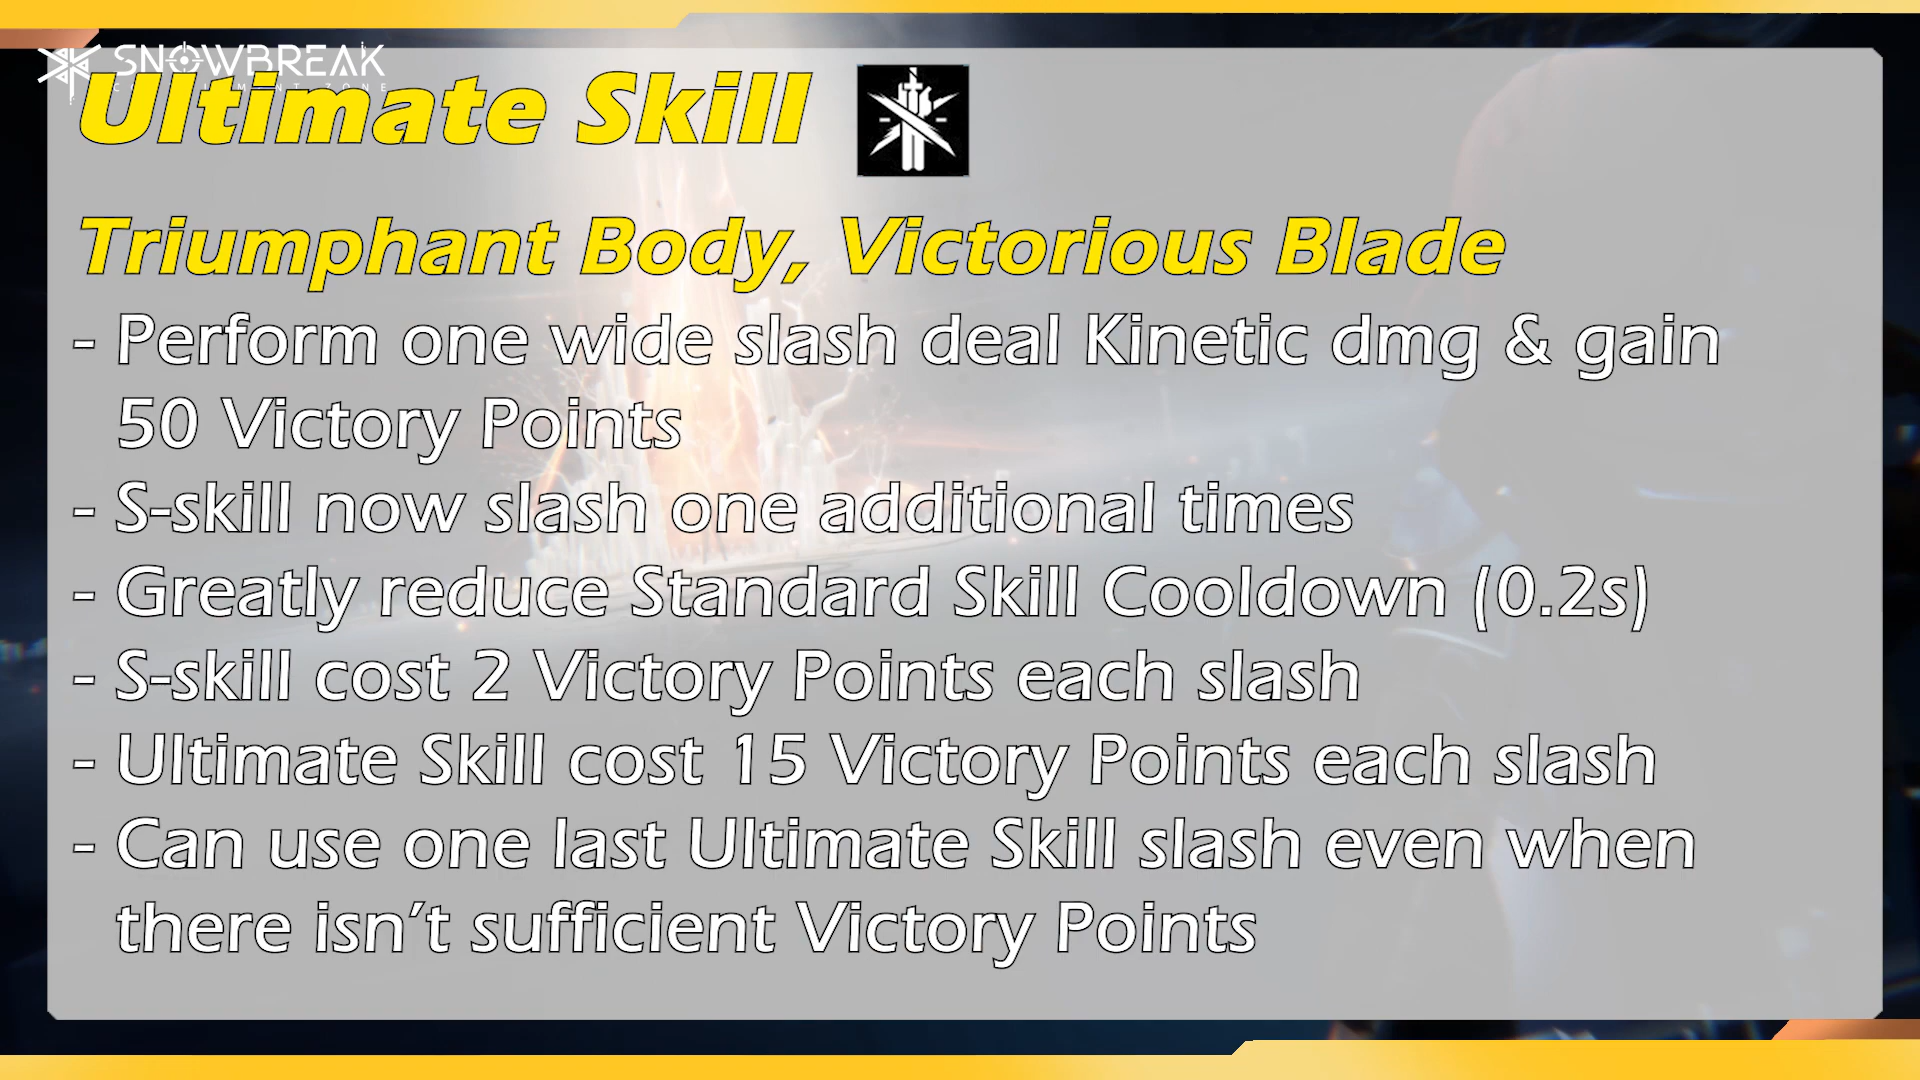 SNOWBREAK
CONTAINMENT ZONE
Ultimate Skill
Triumphant Body, Victorious Blade
- Perform one wide slash deal Kinetic dmg & gain
50 Victory Points
- S-skill now slash one additional times
- Greatly reduce Standard Skill Cooldown (0.2s)
- S-skill cost 2 Victory Points each slash
- Ultimate Skill cost 15 Victory Points each slash
- Can use one last Ultimate Skill slash even when
there isn’t sufficient Victory Points